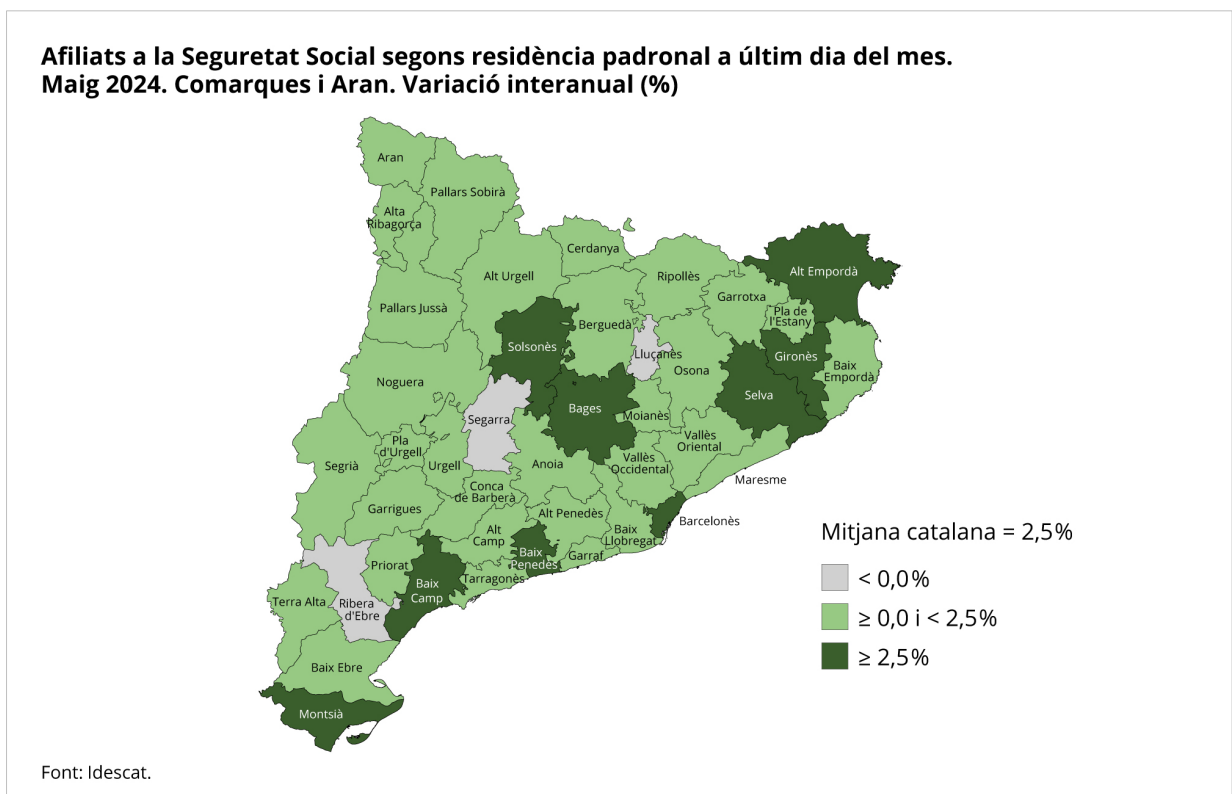 Afiliats a la Seguretat Social segons residència padronal a últim dia del mes.
Maig 2024. Comarques i Aran. Variació interanual (%)
Aran
Pallars Sobirà
Alta
Ribagorça
Cerdanya
Alt Urgell
Ripollès
Alt Empordà
Garrotxa
Pallars Jussà
Pla de
l'Estany
Berguedà
Solsonès
Lluçanès
Gironès
Osona
Baix
Empordà
Noguera
Selva
Bages
Moianès
Segarra
Vallès
Oriental
Pla
d'Urgell
Segrià
Urgell
Anoia
Vallès
Occidental
Maresme
Conca
de Barberà
Garrigues
Alt Penedès
Barcelonès
Alt
Camp
Baix
Llobregat
Baix
Penedès
Garraf
Priorat
Tarragonès
Baix
Camp
Terra Alta
Ribera
d'Ebre
Baix Ebre
Montsià
Mitjana catalana = 2,5%
< 0,0%
≥ 0,0 i < 2,5%
≥ 2,5%
Font: Idescat.